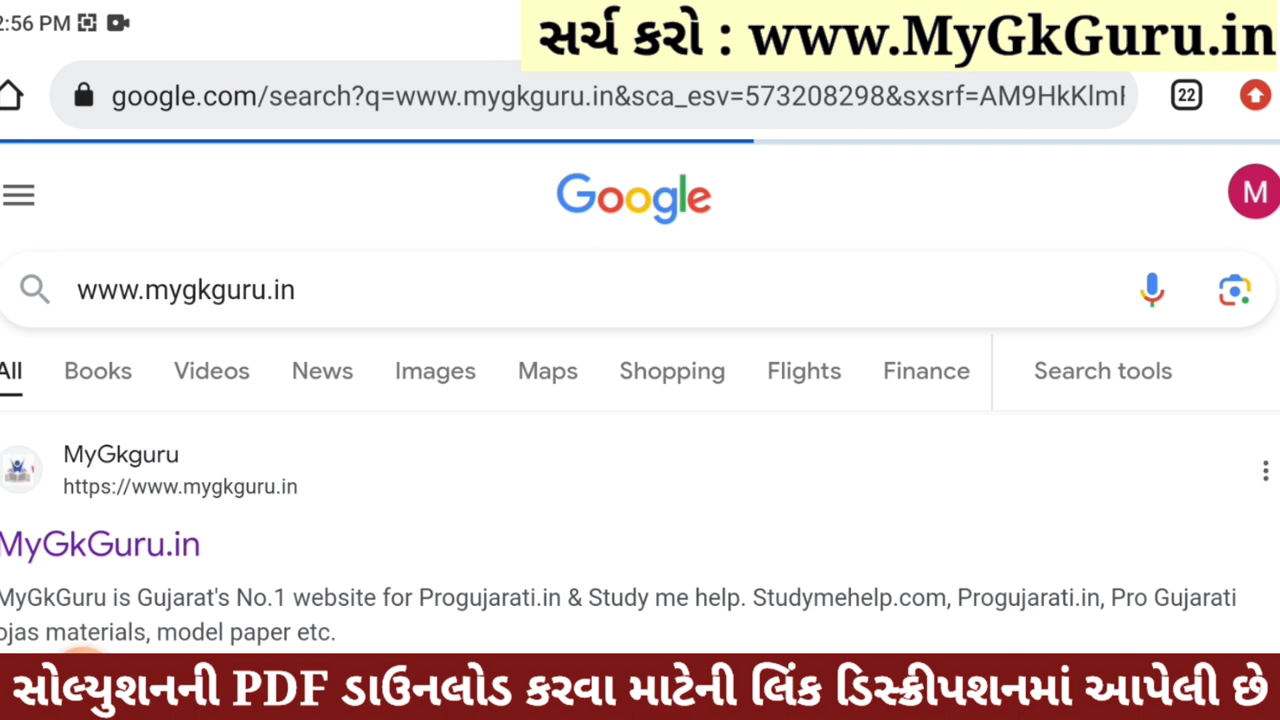 2:56 PM
સર્ચ કરો : www.MyGkGuru.in
google.com/search?q=www.mygkguru.in&sca_esv=573208298&sxsrf=AM9HkKlmF
22
Google
M
www.mygkguru.in
All Books Videos News Images Maps Shopping Flights Finance Search tools
MyGkguru
https://www.mygkguru.in
MyGkGuru.in
MyGkGuru is Gujarat's No.1 website for Progujarati.in & Study me help. Studymehelp.com, Progujarati.in, Pro Gujarati
ojas materials, model paper etc.
સોલ્યુશનની PDF ડાઉનલોડ કરવા માટેની લિંક ડિસ્ક્રીપશનમાં આપેલી છે